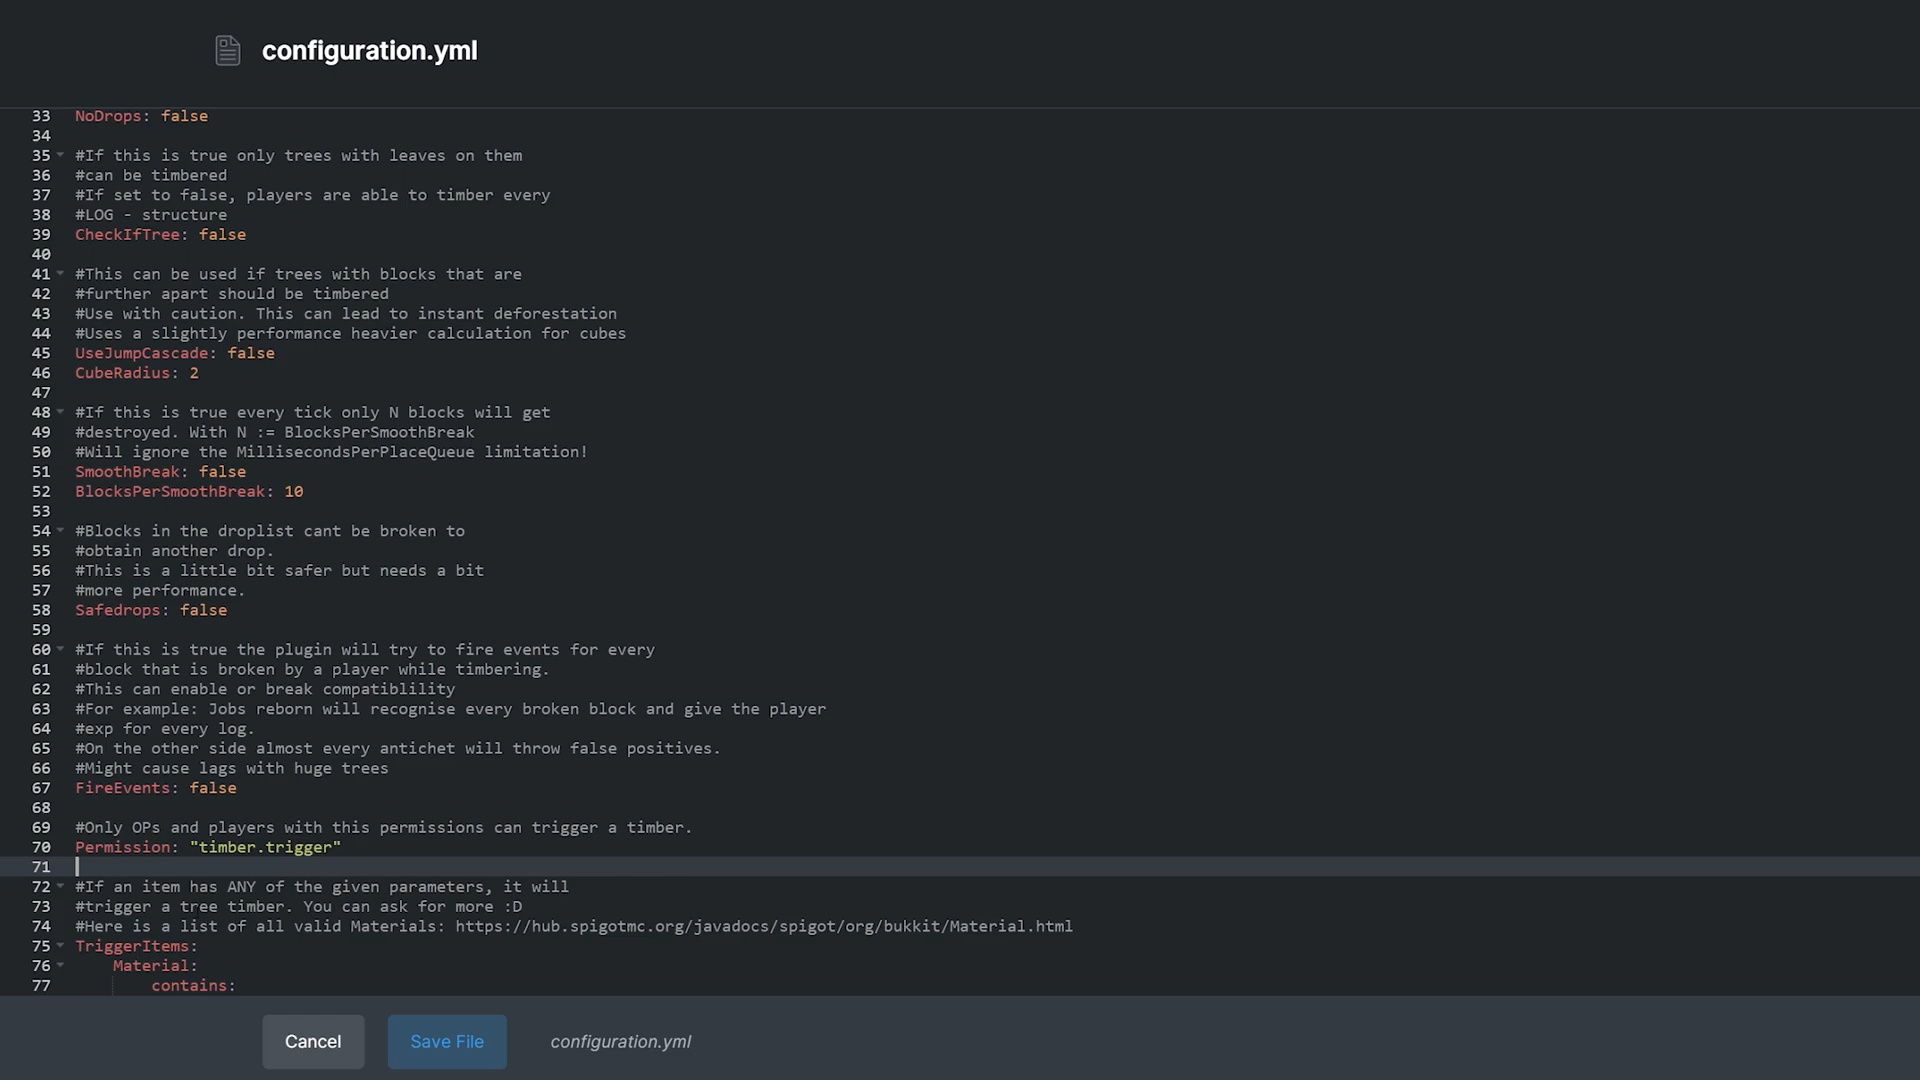 configuration.yml
33 NoDrops: false
34
35 #If this is true only trees with leaves on them
36 #can be timbered
37 #If set to false, players are able to timber every
38 #LOG - structure
39 CheckIfTree: false
40
41 #This can be used if trees with blocks that are
42 #further apart should be timbered
43 #Use with caution. This can lead to instant deforestation
44 #Uses a slightly performance heavier calculation for cubes
45 UseJumpCascade: false
46 CubeRadius: 2
47
48 #If this is true every tick only N blocks will get
49 #destroyed. With N := BlocksPerSmoothBreak
50 #Will ignore the MillisecondsPerPlaceQueue limitation!
51 SmoothBreak: false
52 BlocksPerSmoothBreak: 10
53
54 #Blocks in the droplist cant be broken to
55 #obtain another drop.
56 #This is a little bit safer but needs a bit
57 #more performance.
58 Safedrops: false
59
60 #If this is true the plugin will try to fire events for every
61 #block that is broken by a player while timbering.
62 #This can enable or break compatiblility
63 #For example: Jobs reborn will recognise every broken block and give the player
64 #exp for every log.
65 #On the other side almost every antichet will throw false positives.
66 #Might cause lags with huge trees
67 FireEvents: false
68
69 #Only OPs and players with this permissions can trigger a timber.
70 Permission: "timber.trigger"
71
72 #If an item has ANY of the given parameters, it will
73 #trigger a tree timber. You can ask for more :D
74 #Here is a list of all valid Materials: https://hub.spigotmc.org/javadocs/spigot/org/bukkit/Material.html
75 TriggerItems:
76 Material:
77 contains:
Cancel Save File configuration.yml